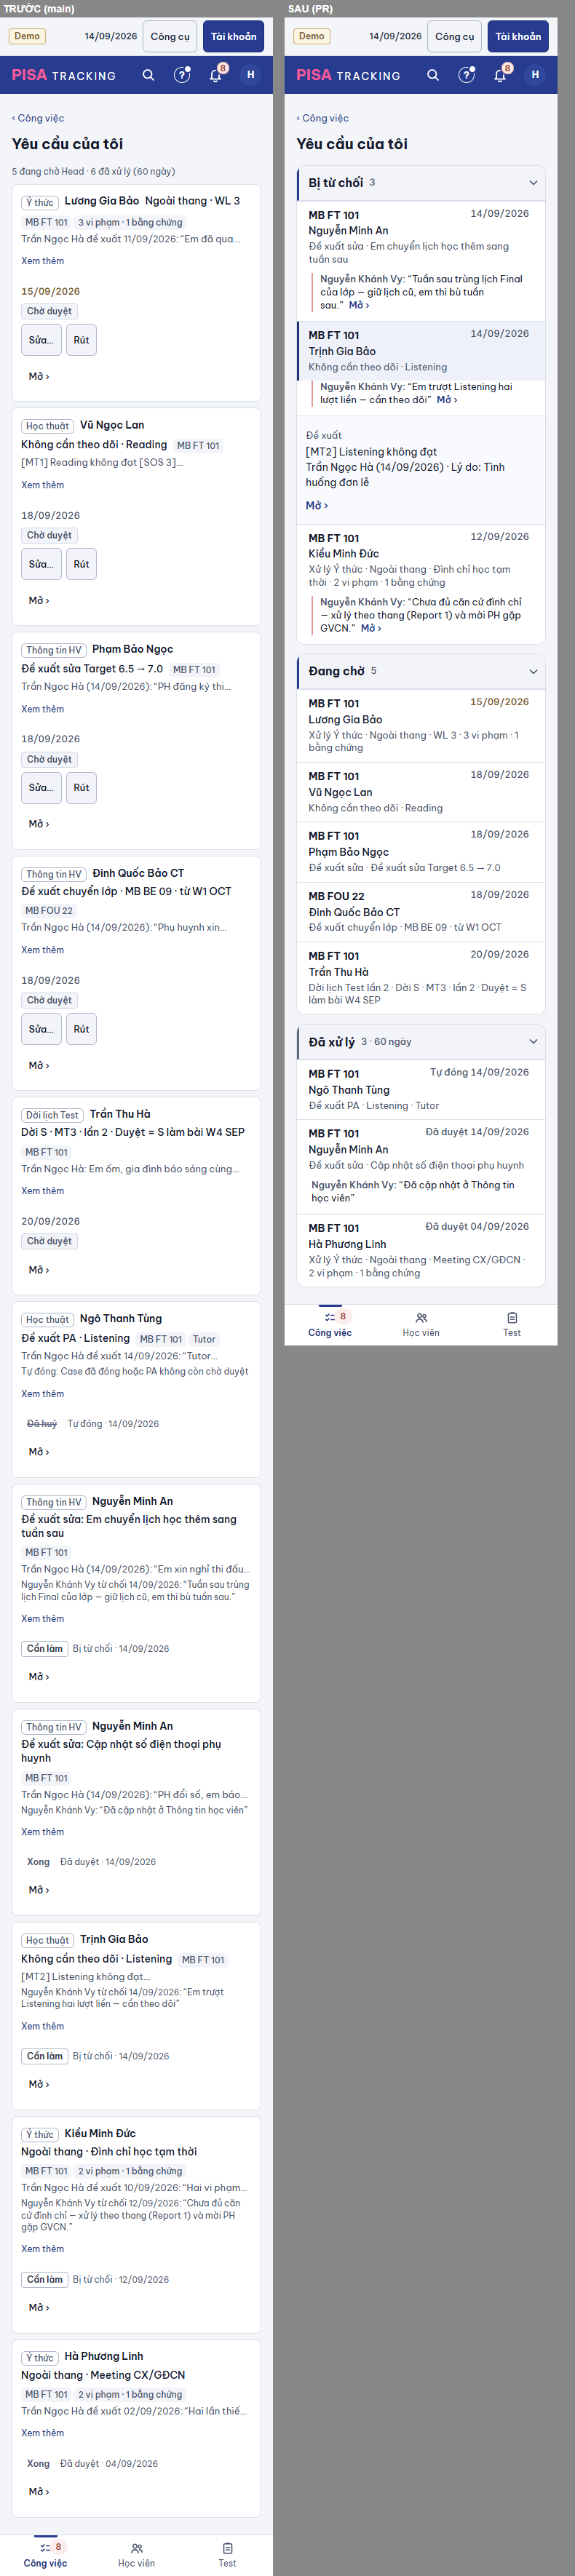 TRƯỚC (main)
Demo
14/09/2026
Công cụ
Tài khoản
PISA TRACKING
8
H
‹ Công việc
Yêu cầu của tôi
5 đang chờ Head · 6 đã xử lý (60 ngày)
Ý thức Lương Gia Bảo Ngoài thang · WL 3
MB FT 101 3 vi phạm · 1 bằng chứng
Trần Ngọc Hà đề xuất 11/09/2026: “Em đã qua...
Xem thêm
15/09/2026
Chờ duyệt
Sửa... Rút
Mở ›
Học thuật Vũ Ngọc Lan
Không cần theo dõi · Reading MB FT 101
[MT1] Reading không đạt [SOS 3]...
Xem thêm
18/09/2026
Chờ duyệt
Sửa... Rút
Mở ›
Thông tin HV Phạm Bảo Ngọc
Đề xuất sửa Target 6.5 → 7.0 MB FT 101
Trần Ngọc Hà (14/09/2026): “PH đăng ký thi...
Xem thêm
18/09/2026
Chờ duyệt
Sửa... Rút
Mở ›
Thông tin HV Đinh Quốc Bảo CT
Đề xuất chuyển lớp · MB BE 09 · từ W1 OCT
MB FOU 22
Trần Ngọc Hà (14/09/2026): “Phụ huynh xin...
Xem thêm
18/09/2026
Chờ duyệt
Sửa... Rút
Mở ›
Dời lịch Test Trần Thu Hà
Dời S · MT3 · lần 2 · Duyệt = S làm bài W4 SEP
MB FT 101
Trần Ngọc Hà: Em ốm, gia đình báo sáng cùng...
Xem thêm
20/09/2026
Chờ duyệt
Mở ›
Học thuật Ngô Thanh Tùng
Đề xuất PA · Listening MB FT 101 Tutor
Trần Ngọc Hà đề xuất 14/09/2026: “Tutor...
Tự đóng: Case đã đóng hoặc PA không còn chờ duyệt
Xem thêm
Đã huỷ Tự đóng · 14/09/2026
Mở ›
Thông tin HV Nguyễn Minh An
Đề xuất sửa: Em chuyển lịch học thêm sang
tuần sau
MB FT 101
Trần Ngọc Hà (14/09/2026): “Em xin nghỉ thi đấu...
Nguyễn Khánh Vy từ chối 14/09/2026: “Tuần sau trùng
lịch Final của lớp — giữ lịch cũ, em thi bù tuần sau.”
Xem thêm
Cần làm Bị từ chối · 14/09/2026
Mở ›
Thông tin HV Nguyễn Minh An
Đề xuất sửa: Cập nhật số điện thoại phụ
huynh
MB FT 101
Trần Ngọc Hà (14/09/2026): “PH đổi số, em báo...
Nguyễn Khánh Vy: “Đã cập nhật ở Thông tin học viên”
Xem thêm
Xong Đã duyệt · 14/09/2026
Mở ›
Học thuật Trịnh Gia Bảo
Không cần theo dõi · Listening MB FT 101
[MT2] Listening không đạt...
Nguyễn Khánh Vy từ chối 14/09/2026: “Em trượt
Listening hai lượt liền — cần theo dõi”
Xem thêm
Cần làm Bị từ chối · 14/09/2026
Mở ›
Ý thức Kiều Minh Đức
Ngoài thang · Đình chỉ học tạm thời
MB FT 101 2 vi phạm · 1 bằng chứng
Trần Ngọc Hà đề xuất 10/09/2026: “Hai vi phạm...
Nguyễn Khánh Vy từ chối 12/09/2026: “Chưa đủ căn
cứ đình chỉ — xử lý theo thang (Report 1) và mời PH
gặp GVCN.”
Xem thêm
Cần làm Bị từ chối · 12/09/2026
Mở ›
Ý thức Hà Phương Linh
Ngoài thang · Meeting CX/GĐCN
MB FT 101 2 vi phạm · 1 bằng chứng
Trần Ngọc Hà đề xuất 02/09/2026: “Hai lần thiế...
Xem thêm
Xong Đã duyệt · 04/09/2026
Mở ›
8
Công việc Học viên Test
SAU (PR)
Demo
14/09/2026
Công cụ
Tài khoản
PISA TRACKING
8
H
‹ Công việc
Yêu cầu của tôi
Bị từ chối 3
MB FT 101 14/09/2026
Nguyễn Minh An
Đề xuất sửa · Em chuyển lịch học thêm sang
tuần sau
Nguyễn Khánh Vy: “Tuần sau trùng lịch Final
của lớp — giữ lịch cũ, em thi bù tuần
sau.” Mở ›
MB FT 101 14/09/2026
Trịnh Gia Bảo
Không cần theo dõi · Listening
Nguyễn Khánh Vy: “Em trượt Listening hai
lượt liền — cần theo dõi” Mở ›
Đề xuất
[MT2] Listening không đạt
Trần Ngọc Hà (14/09/2026) · Lý do: Tình
huống đơn lẻ
Mở ›
MB FT 101 12/09/2026
Kiều Minh Đức
Xử lý Ý thức · Ngoài thang · Đình chỉ học tạm
thời · 2 vi phạm · 1 bằng chứng
Nguyễn Khánh Vy: “Chưa đủ căn cứ đình chỉ
— xử lý theo thang (Report 1) và mời PH gặp
GVCN.” Mở ›
Đang chờ 5
MB FT 101 15/09/2026
Lương Gia Bảo
Xử lý Ý thức · Ngoài thang · WL 3 · 3 vi phạm · 1
bằng chứng
MB FT 101 18/09/2026
Vũ Ngọc Lan
Không cần theo dõi · Reading
MB FT 101 18/09/2026
Phạm Bảo Ngọc
Đề xuất sửa · Đề xuất sửa Target 6.5 → 7.0
MB FOU 22 18/09/2026
Đinh Quốc Bảo CT
Đề xuất chuyển lớp · MB BE 09 · từ W1 OCT
MB FT 101 20/09/2026
Trần Thu Hà
Dời lịch Test lần 2 · Dời S · MT3 · lần 2 · Duyệt = S
làm bài W4 SEP
Đã xử lý 3 · 60 ngày
MB FT 101 Tự đóng 14/09/2026
Ngô Thanh Tùng
Đề xuất PA · Listening · Tutor
MB FT 101 Đã duyệt 14/09/2026
Nguyễn Minh An
Đề xuất sửa · Cập nhật số điện thoại phụ huynh
Nguyễn Khánh Vy: “Đã cập nhật ở Thông tin
học viên”
MB FT 101 Đã duyệt 04/09/2026
Hà Phương Linh
Xử lý Ý thức · Ngoài thang · Meeting CX/GĐCN ·
2 vi phạm · 1 bằng chứng
8
Công việc Học viên Test